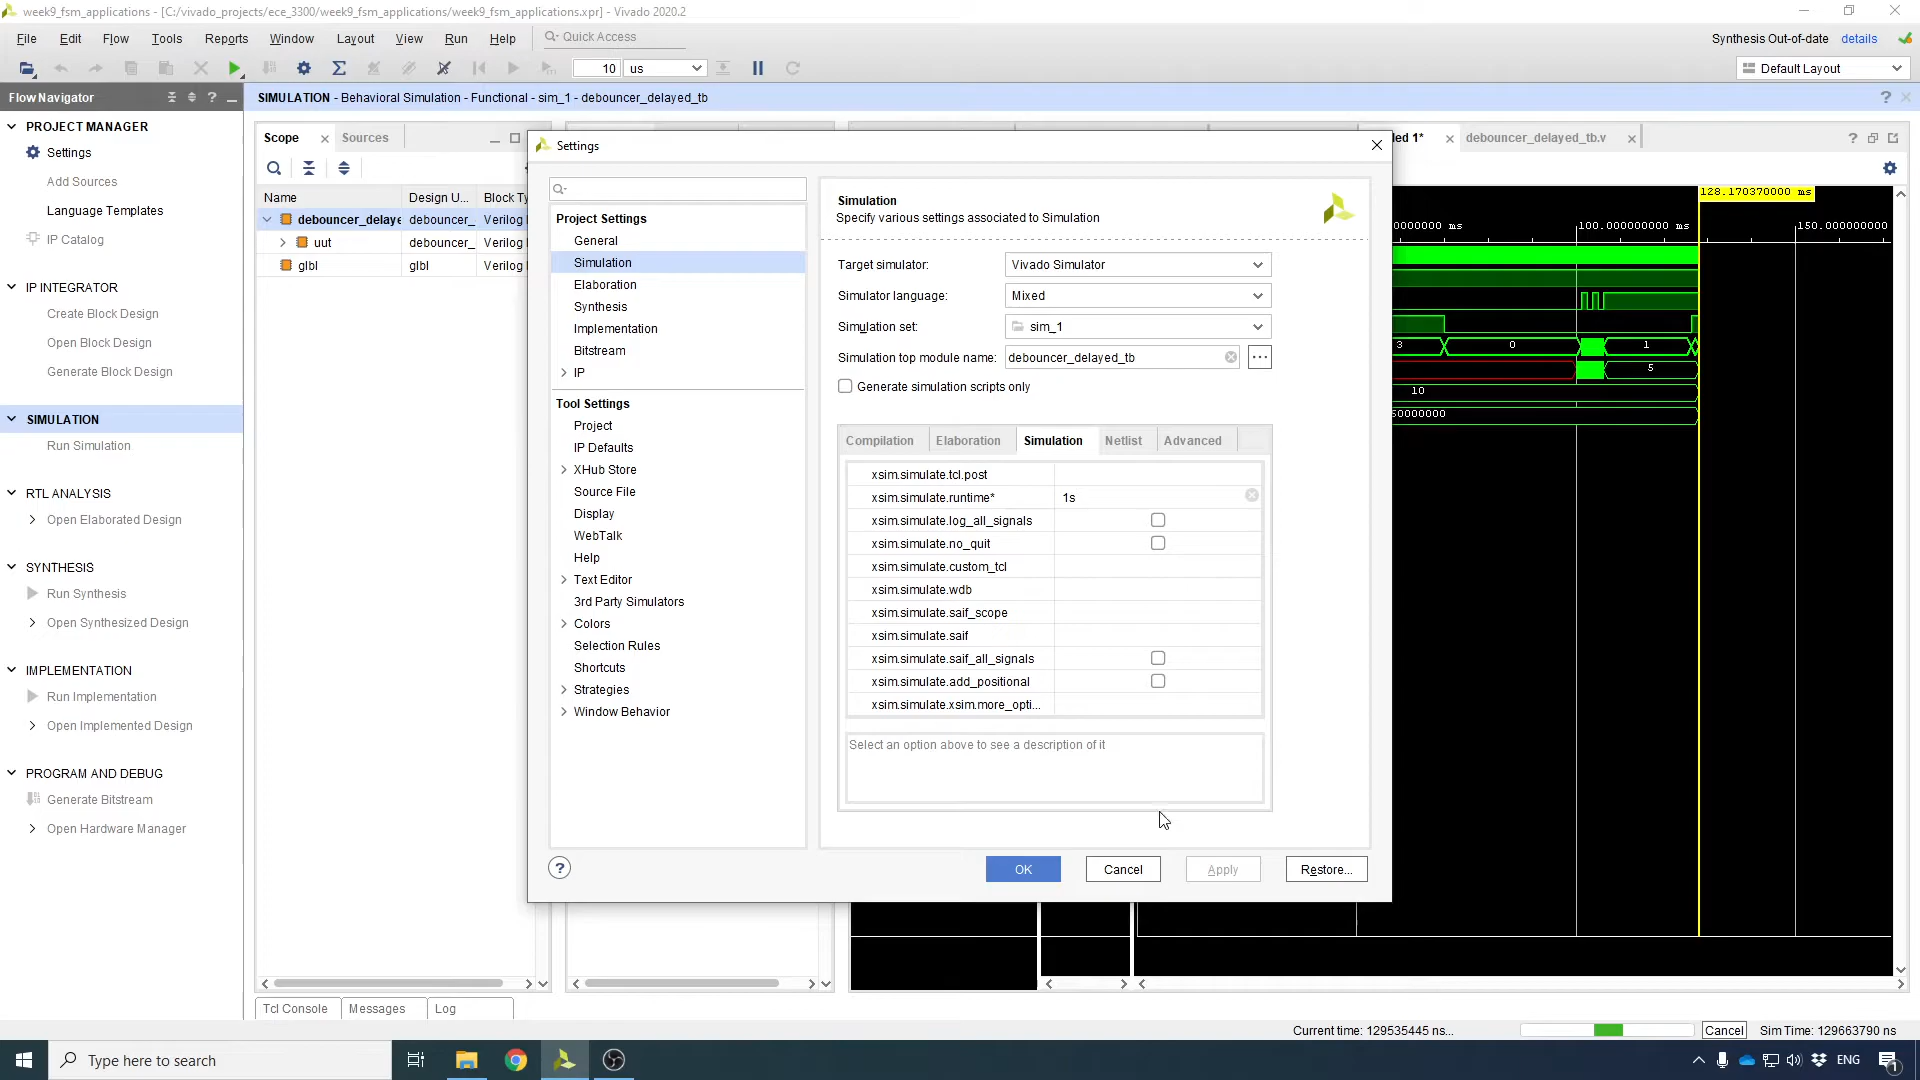 week9_fsm_applications - [C:/vivado_projects/ece_3300/week9_fsm_applications/week9_fsm_applications.xpr] - Vivado 2020.2
File Edit Flow Tools Reports Window Layout View Run Help Quick Access
Synthesis Out-of-date details
10 us
Default Layout
Flow Navigator
SIMULATION - Behavioral Simulation - Functional - sim_1 - debouncer_delayed_tb
PROJECT MANAGER
Settings
Add Sources
Language Templates
IP Catalog
IP INTEGRATOR
Create Block Design
Open Block Design
Generate Block Design
SIMULATION
Run Simulation
RTL ANALYSIS
Open Elaborated Design
SYNTHESIS
Run Synthesis
Open Synthesized Design
IMPLEMENTATION
Run Implementation
Open Implemented Design
PROGRAM AND DEBUG
Generate Bitstream
Open Hardware Manager
Scope Sources
Name Design U... Block Ty
debouncer_delaye debouncer_ Verilog
uut debouncer_ Verilog
glbl glbl Verilog
Settings
Project Settings
General
Simulation
Elaboration
Synthesis
Implementation
Bitstream
IP
Tool Settings
Project
IP Defaults
XHub Store
Source File
Display
WebTalk
Help
Text Editor
3rd Party Simulators
Colors
Selection Rules
Shortcuts
Strategies
Window Behavior
Simulation
Specify various settings associated to Simulation
Target simulator: Vivado Simulator
Simulator language: Mixed
Simulation set: sim_1
Simulation top module name: debouncer_delayed_tb
Generate simulation scripts only
Compilation Elaboration Simulation Netlist Advanced
xsim.simulate.tcl.post
xsim.simulate.runtime* 1s
xsim.simulate.log_all_signals
xsim.simulate.no_quit
xsim.simulate.custom_tcl
xsim.simulate.wdb
xsim.simulate.saif_scope
xsim.simulate.saif
xsim.simulate.saif_all_signals
xsim.simulate.add_positional
xsim.simulate.xsim.more_opti...
Select an option above to see a description of it
OK Cancel Apply Restore...
led 1* debouncer_delayed_tb.v
128.170370000 ms
0000000 ms 100.000000000 ms 150.000000000
3 0 1
5
10
50000000
Tcl Console Messages Log
Current time: 129535445 ns... Cancel Sim Time: 129663790 ns
Type here to search
ENG
1